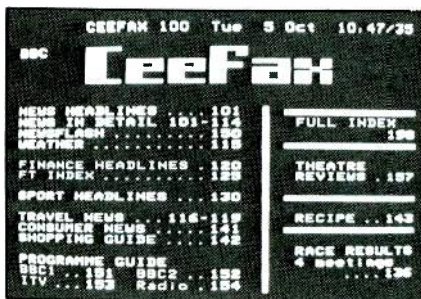 CEEFAX 100 Tue 5 Oct 10:47/35
BBC
CeeFax
NEWS HEADLINES ...101
NEWS IN DETAIL 101-114
NEWSFLASH .........150
WEATHER ...........115
FINANCE HEADLINES .120
FT INDEX...........125
SPORT HEADLINES ...130
TRAVEL NEWS ...116-119
CONSUMER NEWS .....141
SHOPPING GUIDE ....142
PROGRAMME GUIDE
BBC1 ..151 BBC2 ..152
ITV ...153 Radio .154
FULL INDEX
190
THEATRE
REVIEWS .157
RECIPE ..143
RACE RESULTS
4 meetings
....136